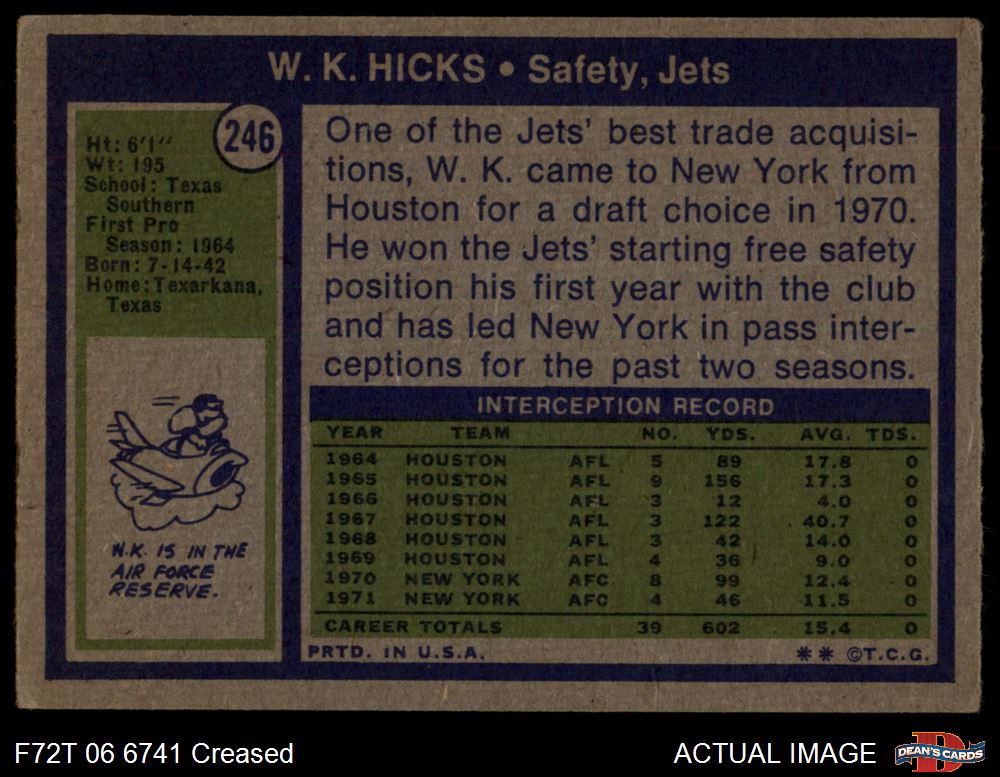 W. K. HICKS • Safety, Jets
246
Ht: 6'1"
Wt: 195
School: Texas
Southern
First Pro
Season: 1964
Born: 7-14-42
Home: Texarkana,
Texas
W.K. IS IN THE
AIR FORCE
RESERVE.
One of the Jets' best trade acquisi-
tions, W. K. came to New York from
Houston for a draft choice in 1970.
He won the Jets' starting free safety
position his first year with the club
and has led New York in pass inter-
ceptions for the past two seasons.
INTERCEPTION RECORD
YEAR TEAM NO. YDS. AVG. TDS.
1964 HOUSTON AFL 5 89 17.8 0
1965 HOUSTON AFL 9 156 17.3 0
1966 HOUSTON AFL 3 12 4.0 0
1967 HOUSTON AFL 3 122 40.7 0
1968 HOUSTON AFL 3 42 14.0 0
1969 HOUSTON AFL 4 36 9.0 0
1970 NEW YORK AFC 8 99 12.4 0
1971 NEW YORK AFC 4 46 11.5 0
CAREER TOTALS 39 602 15.4 0
PRTD. IN U.S.A. ** ©T.C.G.
F72T 06 6741 Creased ACTUAL IMAGE
D
DEAN'S CARDS